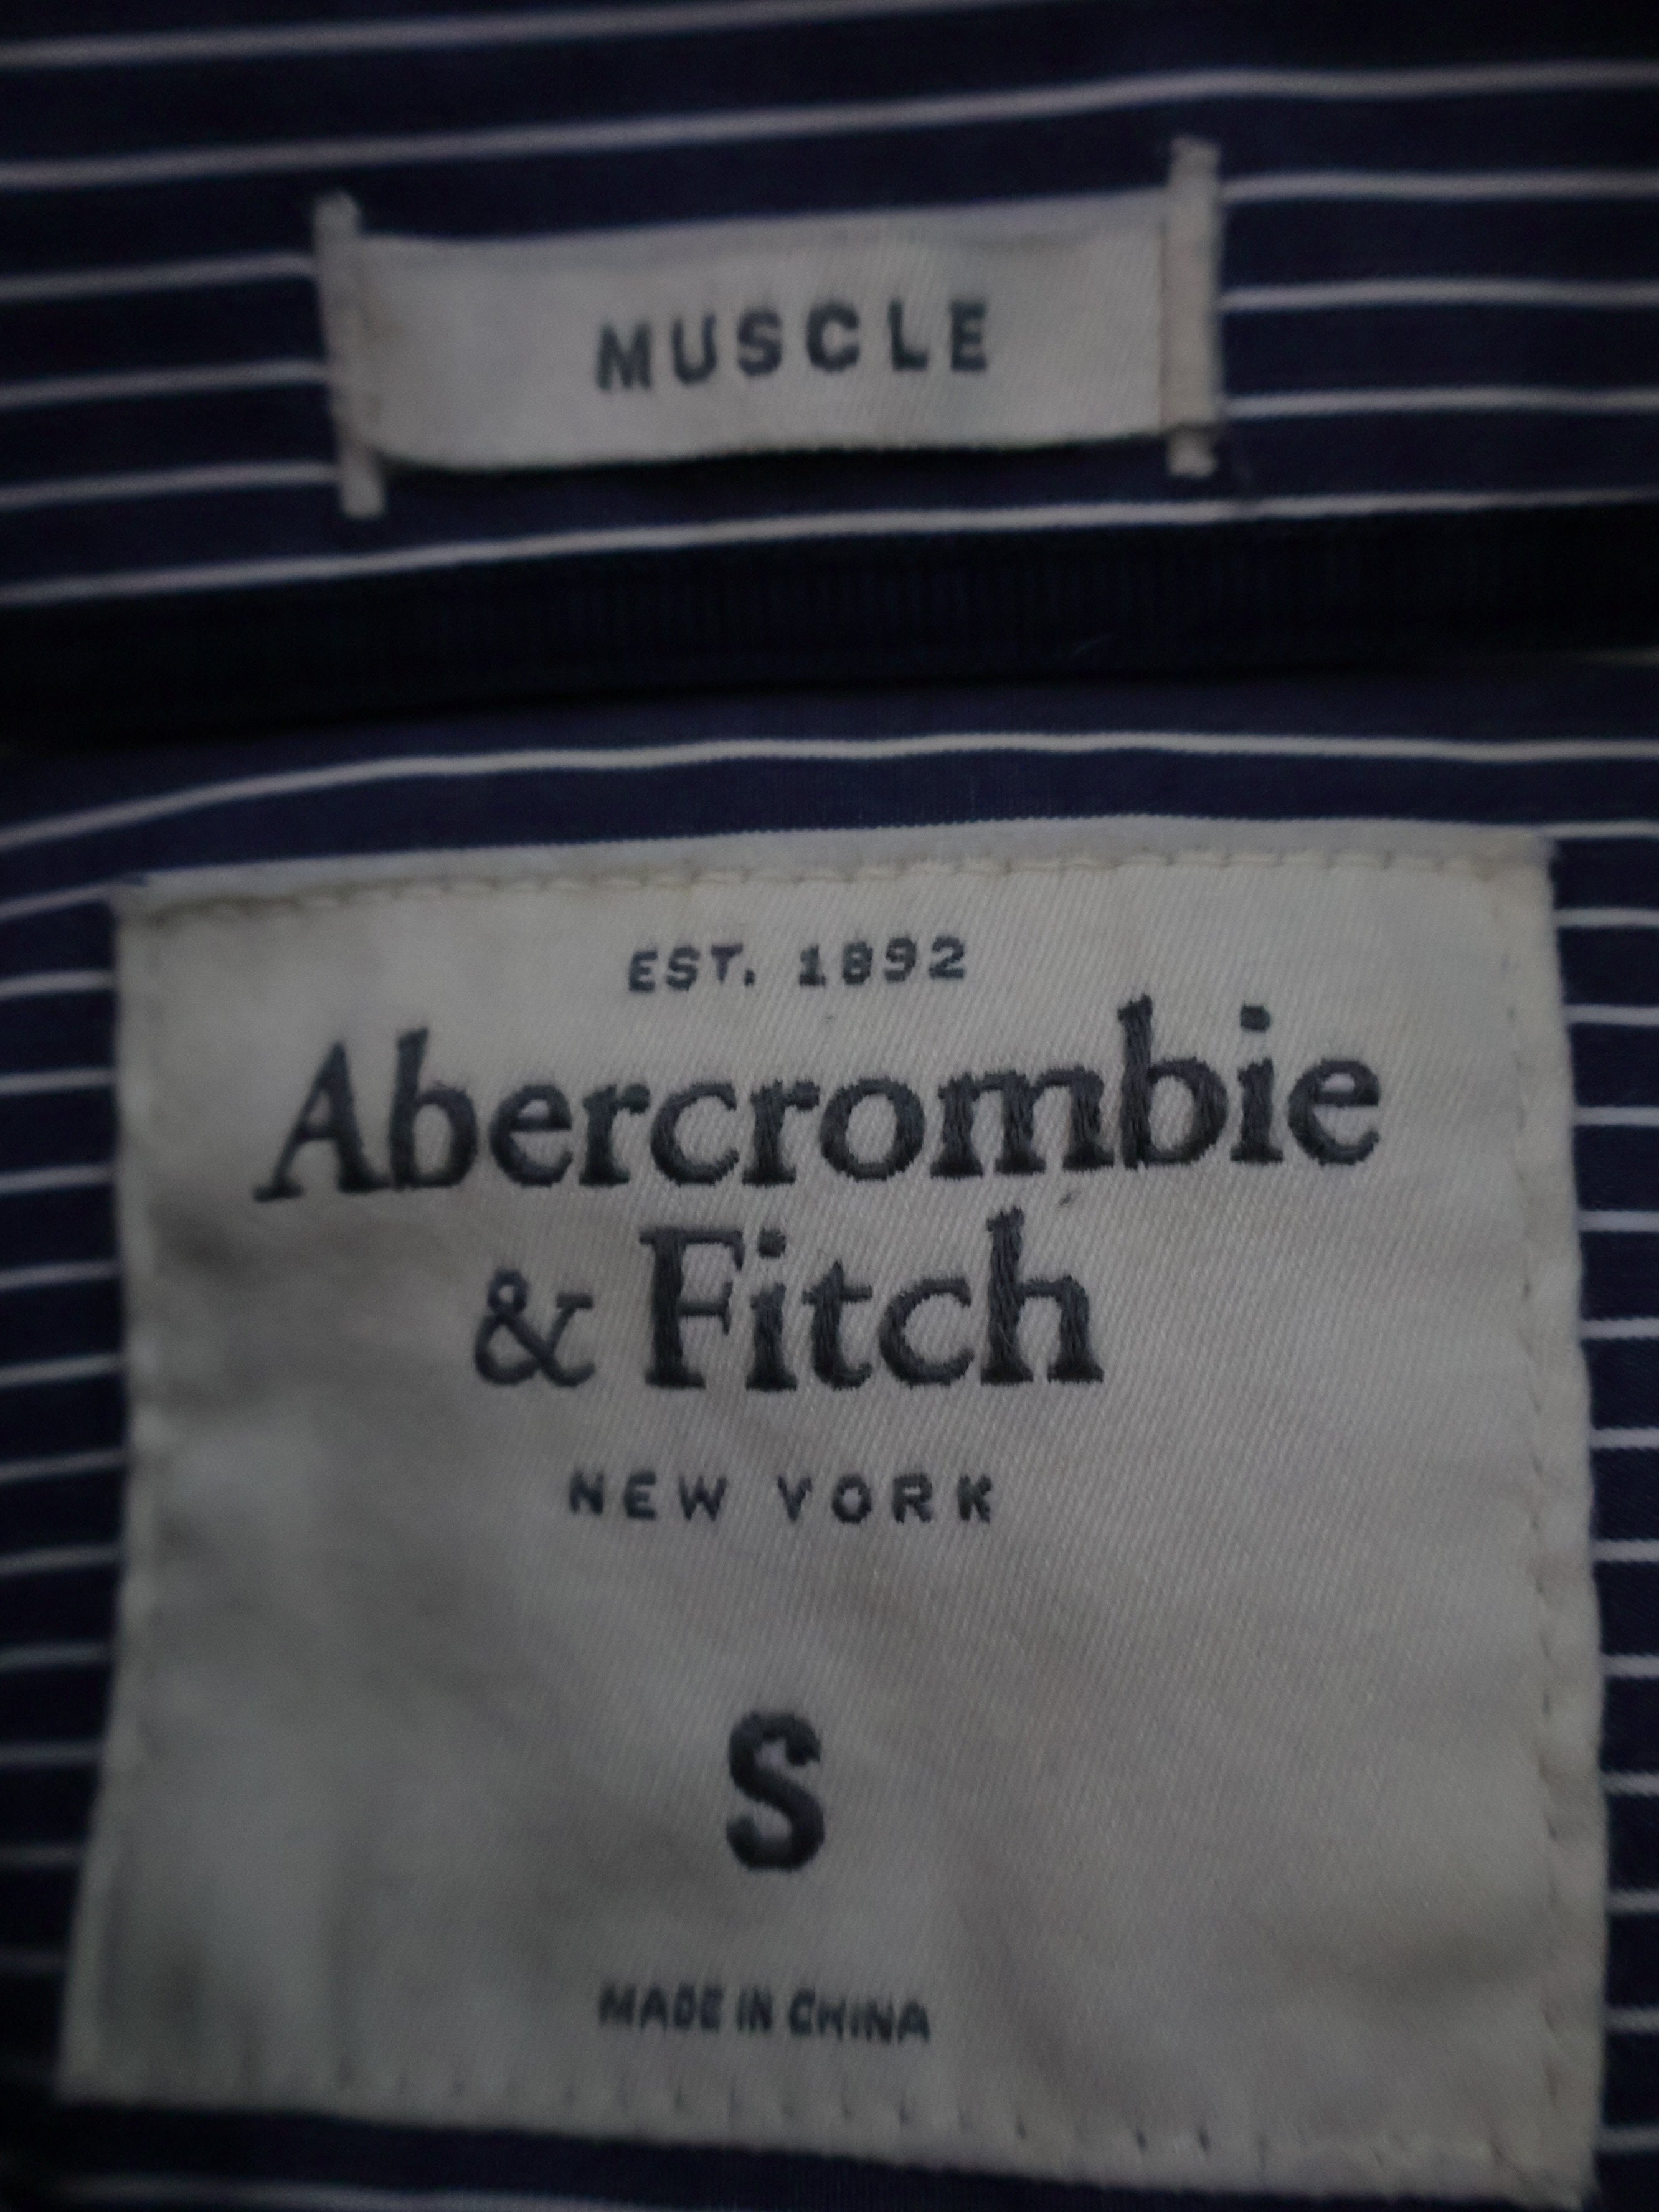 MUSCLE
EST. 1892
Abercrombie
& Fitch
NEW YORK
S
MADE IN CHINA